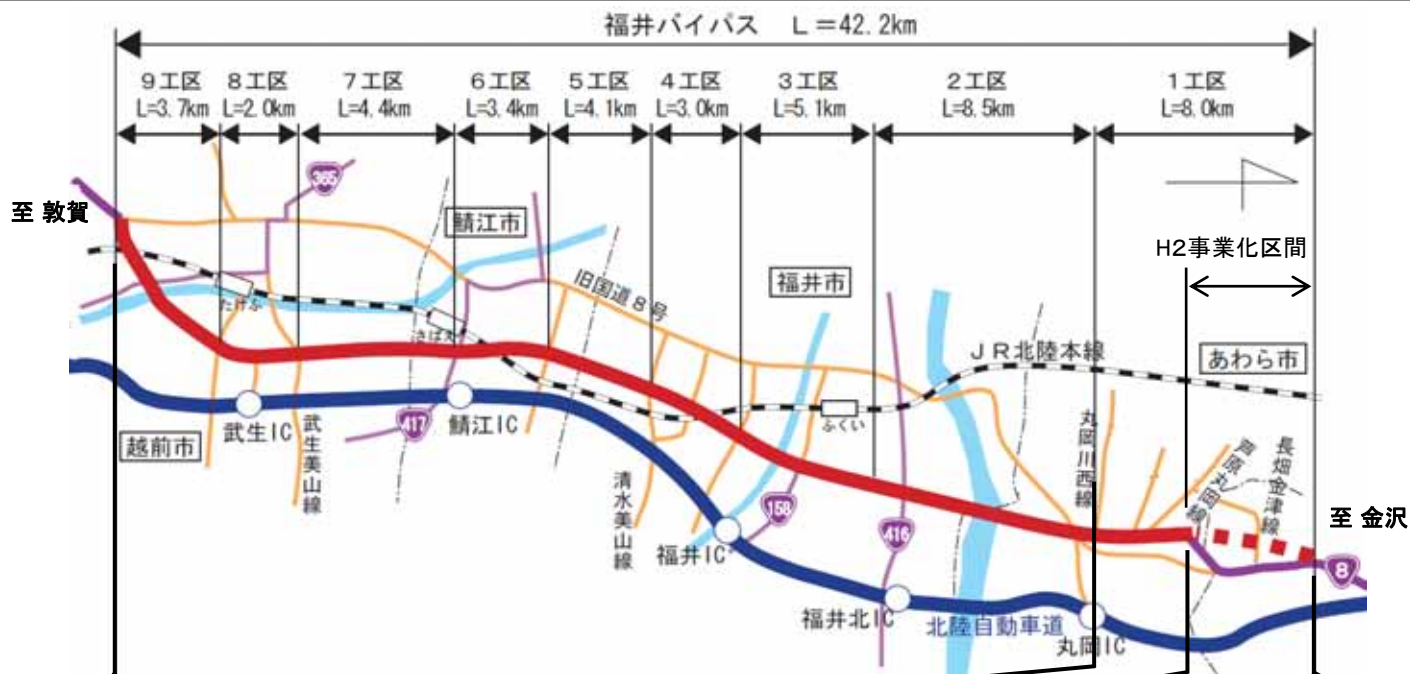 福井バイパス L=42.2km
9工区
L=3.7km
8工区
L=2.0km
7工区
L=4.4km
6工区
L=3.4km
5工区
L=4.1km
4工区
L=3.0km
3工区
L=5.1km
2工区
L=8.5km
1工区
L=8.0km
至 敦賀
365
鯖江市
福井市
H2事業化区間
旧国道8号
たけふ
JR北陸本線
あわら市
ふくい
越前市
武生IC
武生美山線
417
鯖江IC
清水美山線
福井IC
158
416
丸岡川西線
芦原丸岡線
長畑金津線
至 金沢
8
福井北IC
北陸自動車道
丸岡IC